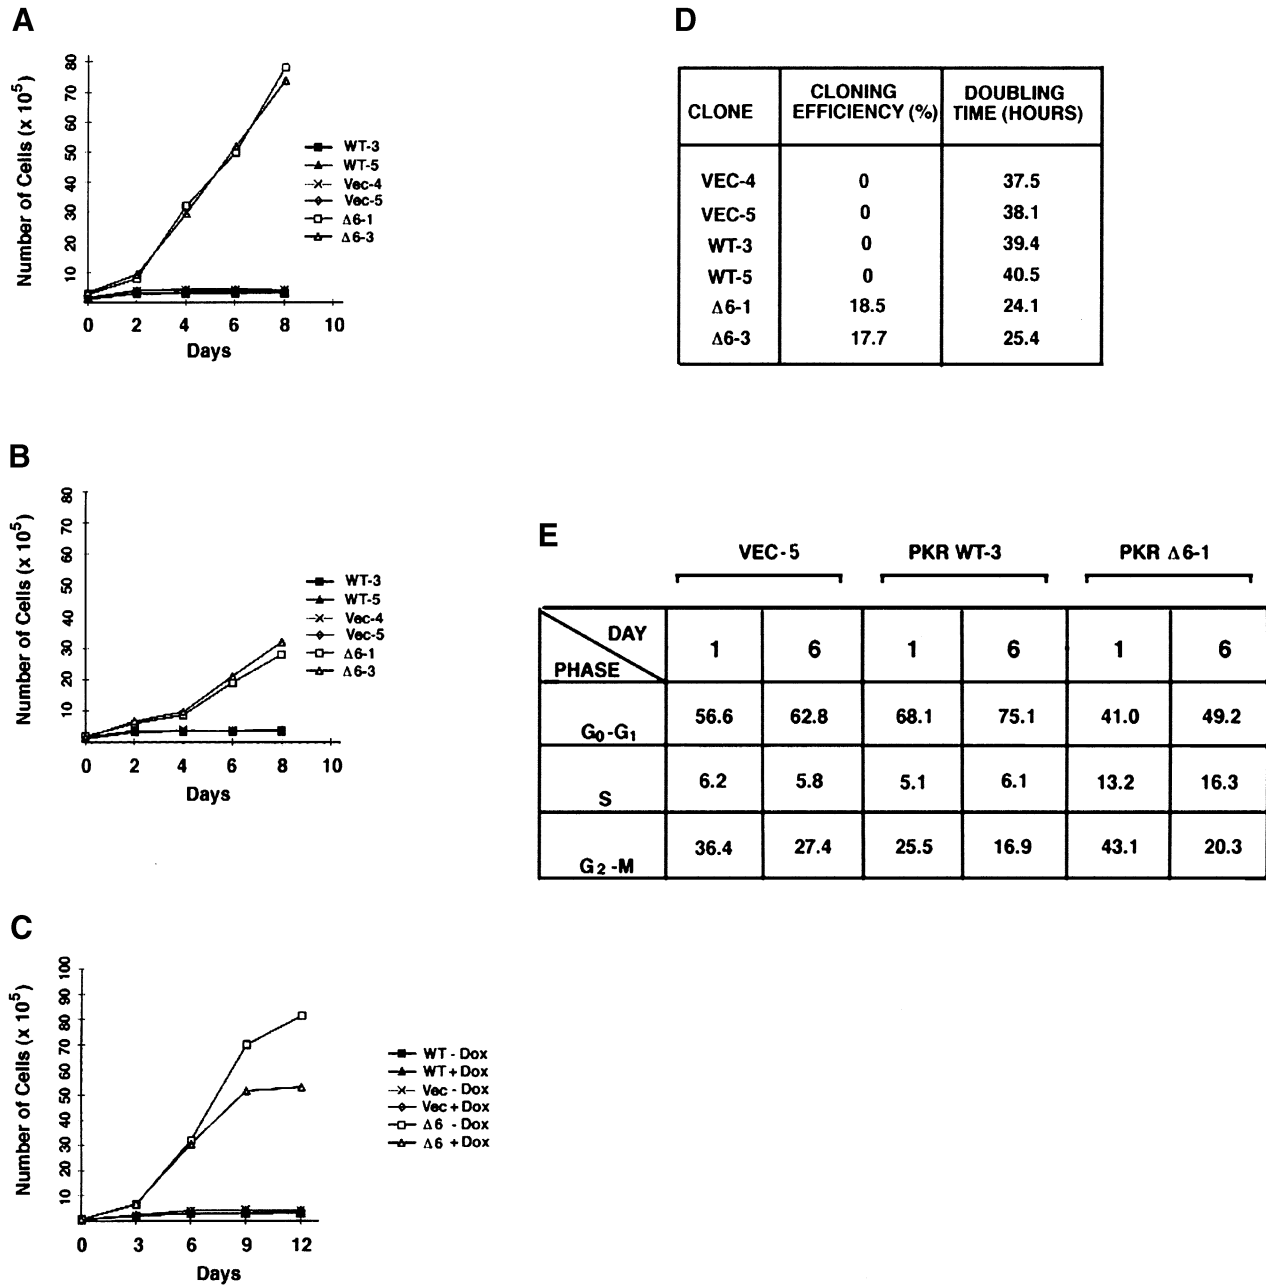 A
Number of Cells (x 10⁵)
80
70
60
50
40
30
20
10
0 2 4 6 8 10
Days
WT-3
WT-5
Vec-4
Vec-5
Δ6-1
Δ6-3
D
CLONE CLONING EFFICIENCY (%) DOUBLING TIME (HOURS)
VEC-4 0 37.5
VEC-5 0 38.1
WT-3 0 39.4
WT-5 0 40.5
Δ6-1 18.5 24.1
Δ6-3 17.7 25.4
B
Number of Cells (x 10⁵)
80
70
60
50
40
30
20
10
0 2 4 6 8 10
Days
WT-3
WT-5
Vec-4
Vec-5
Δ6-1
Δ6-3
E
VEC-5 PKR WT-3 PKR Δ6-1
DAY
PHASE
1 6 1 6 1 6
G₀-G₁ 56.6 62.8 68.1 75.1 41.0 49.2
S 6.2 5.8 5.1 6.1 13.2 16.3
G₂-M 36.4 27.4 25.5 16.9 43.1 20.3
C
Number of Cells (x 10⁵)
100
90
80
70
60
50
40
30
20
10
0 3 6 9 12
Days
WT - Dox
WT + Dox
Vec - Dox
Vec + Dox
Δ6 - Dox
Δ6 + Dox